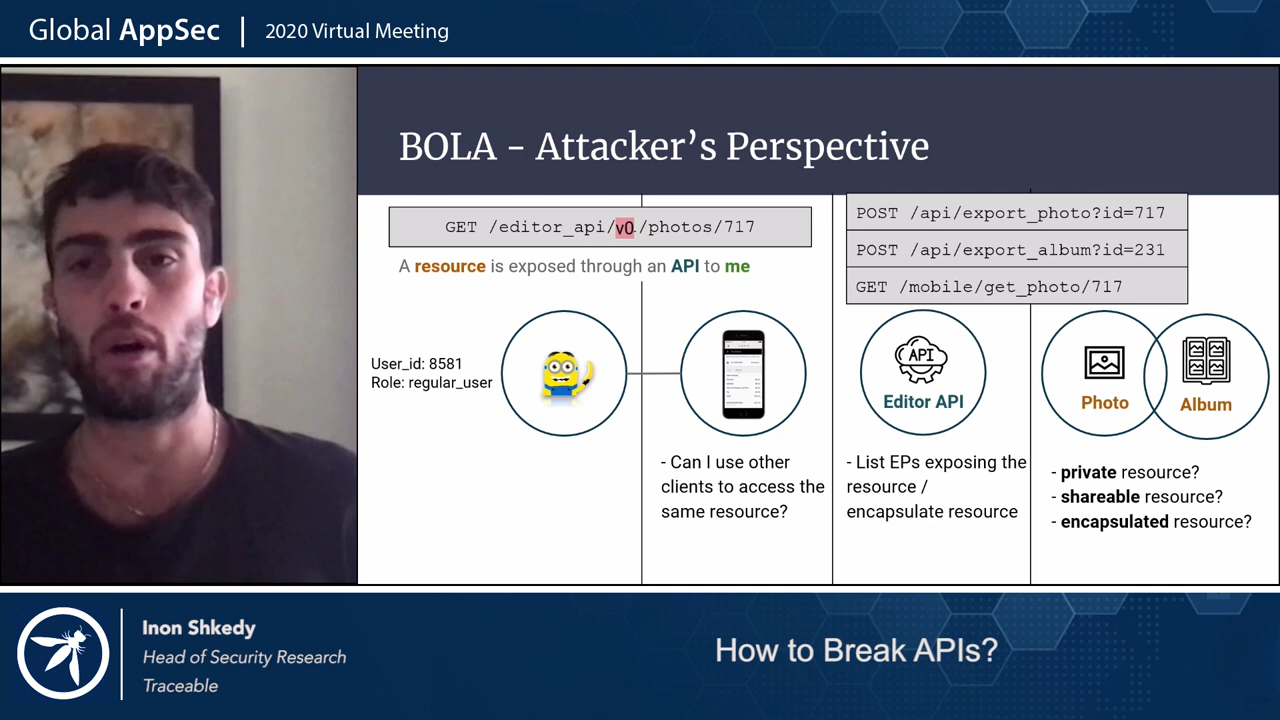 Global AppSec | 2020 Virtual Meeting
BOLA - Attacker's Perspective
GET /editor_api/v0/photos/717
A resource is exposed through an API to me
POST /api/export_photo?id=717
POST /api/export_album?id=231
GET /mobile/get_photo/717
User_id: 8581
Role: regular_user
API
Editor API
Photo
Album
- Can I use other
clients to access the
same resource?
- List EPs exposing the
resource /
encapsulate resource
- private resource?
- shareable resource?
- encapsulated resource?
Inon Shkedy
Head of Security Research
Traceable
How to Break APIs?